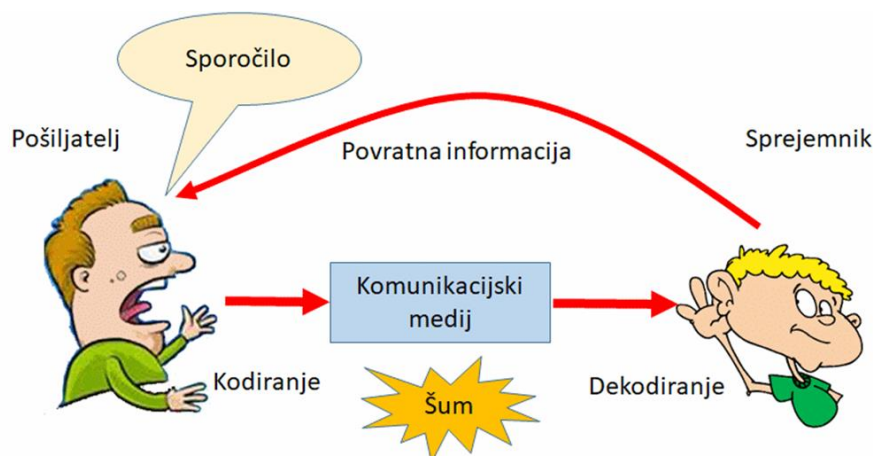 Sporočilo
Pošiljatelj
Povratna informacija
Sprejemnik
Komunikacijski
medij
Kodiranje
Šum
Dekodiranje